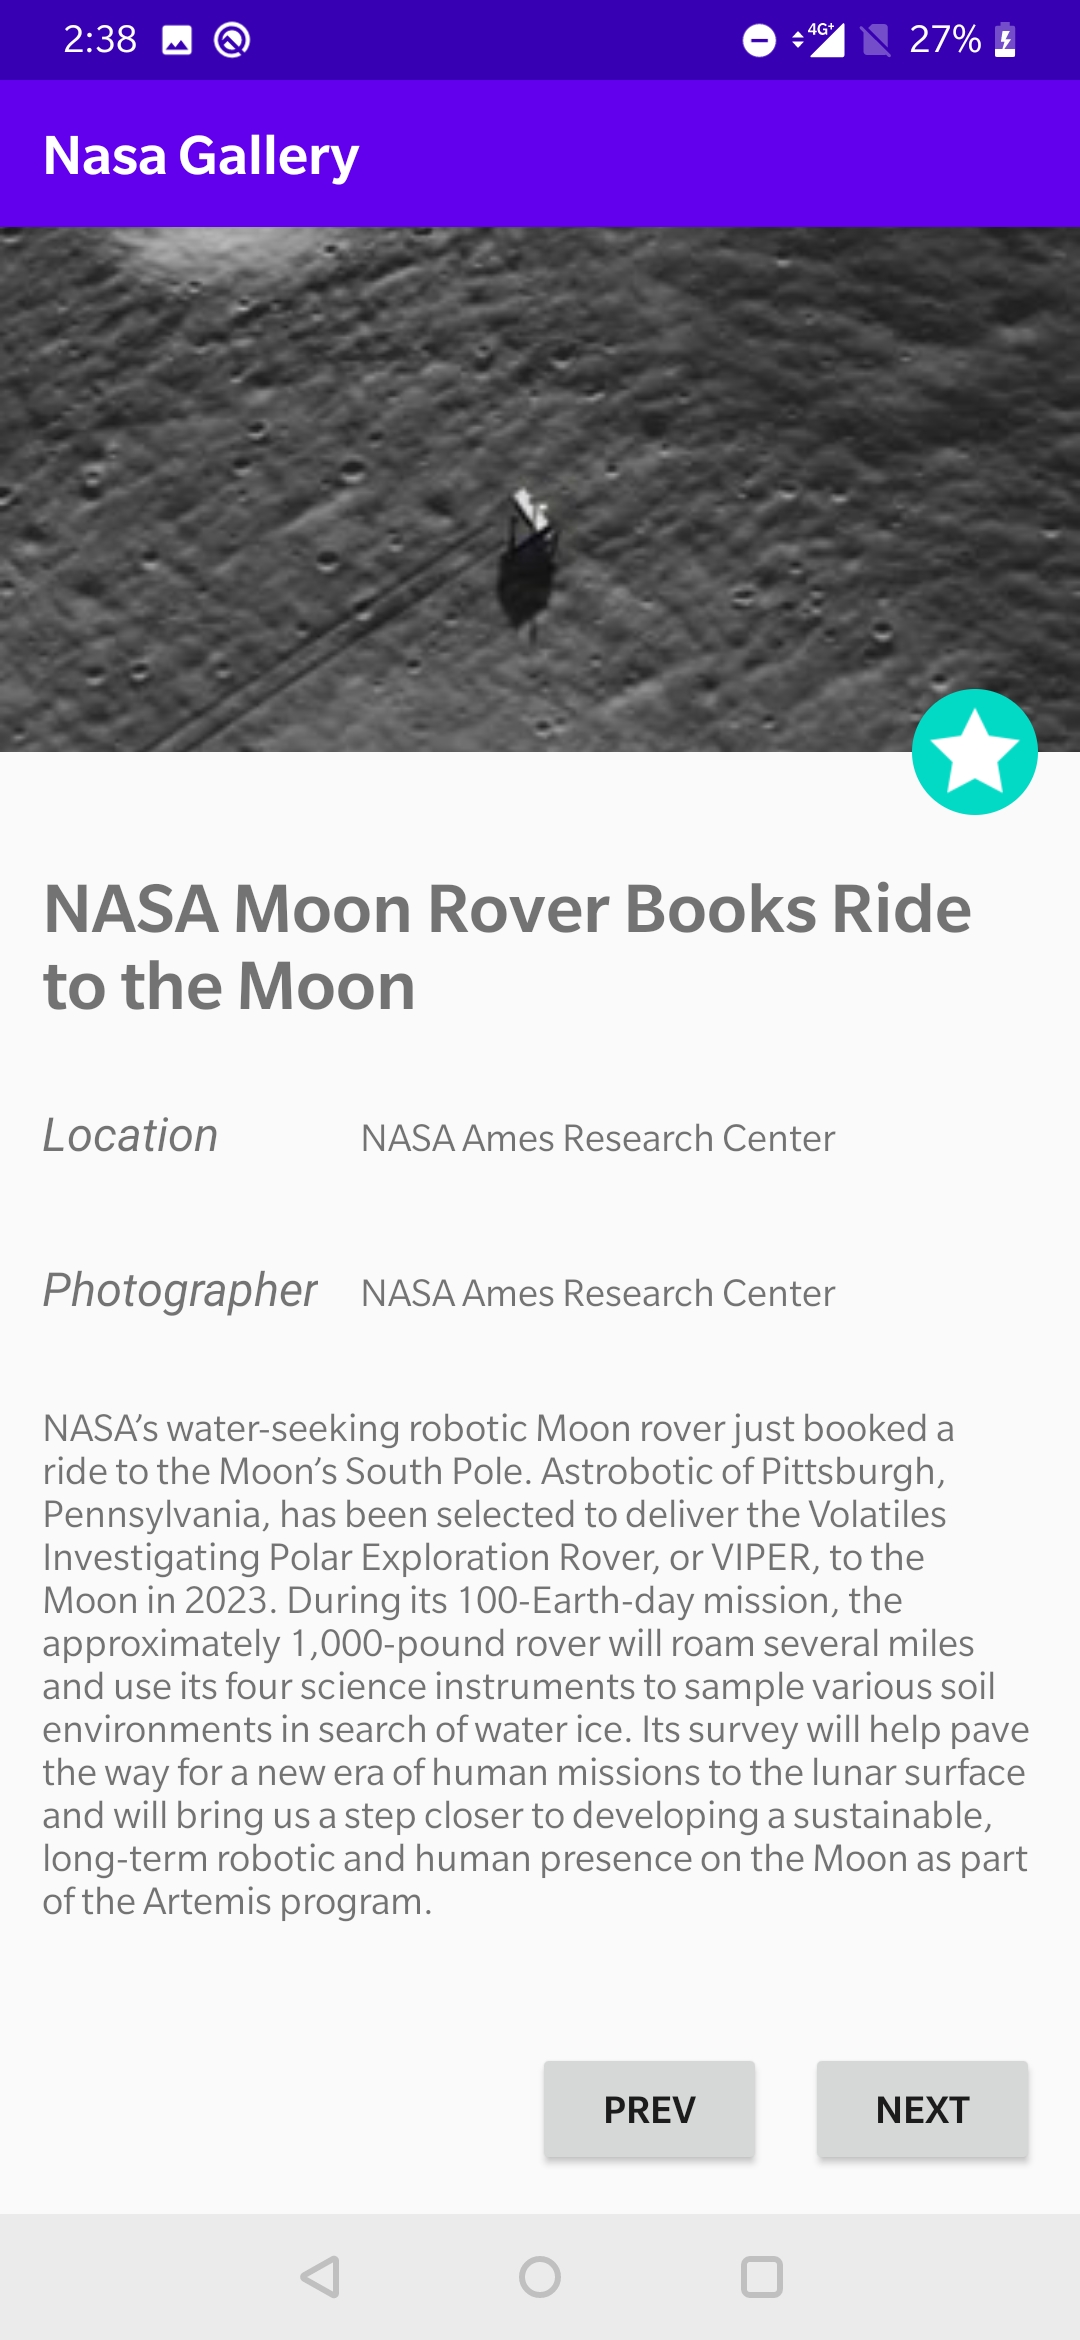 2:38
4G+
27%
Nasa Gallery
NASA Moon Rover Books Ride
to the Moon
Location NASA Ames Research Center
Photographer NASA Ames Research Center
NASA’s water-seeking robotic Moon rover just booked a
ride to the Moon’s South Pole. Astrobotic of Pittsburgh,
Pennsylvania, has been selected to deliver the Volatiles
Investigating Polar Exploration Rover, or VIPER, to the
Moon in 2023. During its 100-Earth-day mission, the
approximately 1,000-pound rover will roam several miles
and use its four science instruments to sample various soil
environments in search of water ice. Its survey will help pave
the way for a new era of human missions to the lunar surface
and will bring us a step closer to developing a sustainable,
long-term robotic and human presence on the Moon as part
of the Artemis program.
PREV NEXT